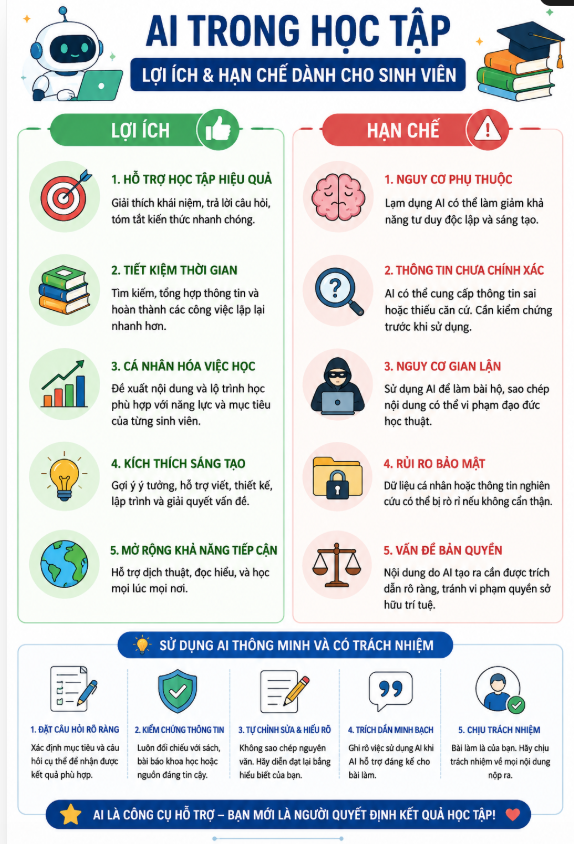 AI TRONG HỌC TẬP
LỢI ÍCH & HẠN CHẾ DÀNH CHO SINH VIÊN
LỢI ÍCH
1. HỖ TRỢ HỌC TẬP HIỆU QUẢ
Giải thích khái niệm, trả lời câu hỏi,
tóm tắt kiến thức nhanh chóng.
2. TIẾT KIỆM THỜI GIAN
Tìm kiếm, tổng hợp thông tin và
hoàn thành các công việc lặp lại
nhanh hơn.
3. CÁ NHÂN HÓA VIỆC HỌC
Đề xuất nội dung và lộ trình học
phù hợp với năng lực và mục tiêu
của từng sinh viên.
4. KÍCH THÍCH SÁNG TẠO
Gợi ý ý tưởng, hỗ trợ viết, thiết kế,
lập trình và giải quyết vấn đề.
5. MỞ RỘNG KHẢ NĂNG TIẾP CẬN
Hỗ trợ dịch thuật, đọc hiểu, và học
mọi lúc mọi nơi.
HẠN CHẾ
1. NGUY CƠ PHỤ THUỘC
Lạm dụng AI có thể làm giảm khả
năng tư duy độc lập và sáng tạo.
2. THÔNG TIN CHƯA CHÍNH XÁC
AI có thể cung cấp thông tin sai
hoặc thiếu căn cứ. Cần kiểm chứng
trước khi sử dụng.
3. NGUY CƠ GIAN LẬN
Sử dụng AI để làm bài hộ, sao chép
nội dung có thể vi phạm đạo đức
học thuật.
4. RỦI RO BẢO MẬT
Dữ liệu cá nhân hoặc thông tin nghiên
cứu có thể bị rò rỉ nếu không cẩn thận.
5. VẤN ĐỀ BẢN QUYỀN
Nội dung do AI tạo ra cần được trích
dẫn rõ ràng, tránh vi phạm quyền sở
hữu trí tuệ.
SỬ DỤNG AI THÔNG MINH VÀ CÓ TRÁCH NHIỆM
1. ĐẶT CÂU HỎI RÕ RÀNG
Xác định mục tiêu và câu
hỏi cụ thể để nhận được
kết quả phù hợp.
2. KIỂM CHỨNG THÔNG TIN
Luôn đối chiếu với sách,
bài báo khoa học hoặc
nguồn đáng tin cậy.
3. TỰ CHỈNH SỬA & HIỂU RÕ
Không sao chép nguyên
văn. Hãy diễn đạt lại bằng
hiểu biết của bạn.
4. TRÍCH DẪN MINH BẠCH
Ghi rõ việc sử dụng AI khi
AI hỗ trợ đáng kể cho
bài làm.
5. CHỊU TRÁCH NHIỆM
Bài làm là của bạn. Hãy chịu
trách nhiệm về mọi nội dung
nộp ra.
AI LÀ CÔNG CỤ HỖ TRỢ – BẠN MỚI LÀ NGƯỜI QUYẾT ĐỊNH KẾT QUẢ HỌC TẬP!